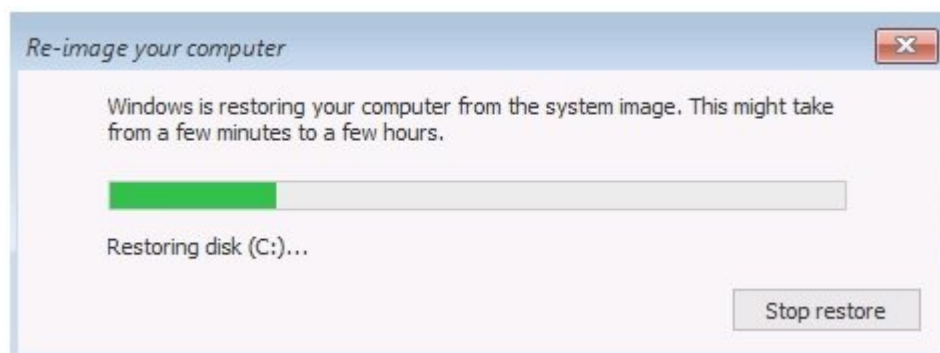 Re-image your computer
Windows is restoring your computer from the system image. This might take
from a few minutes to a few hours.
Restoring disk (C:)...
Stop restore